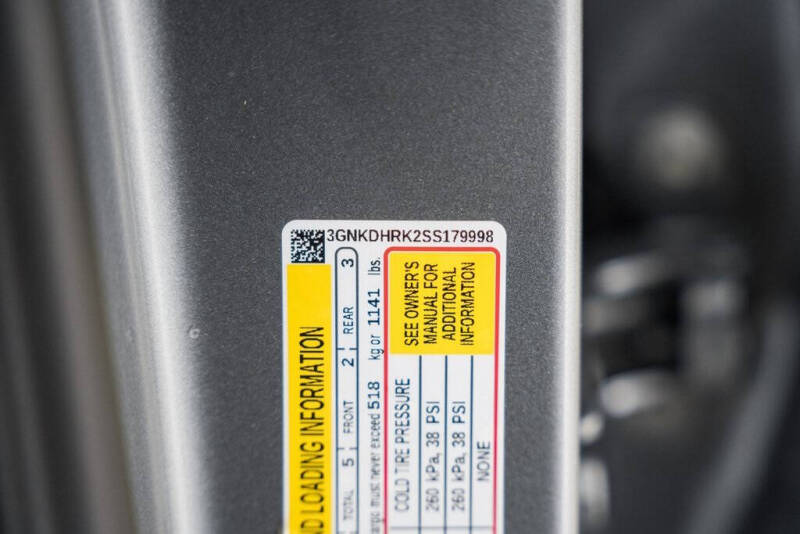 3GNKDHRK2SS179998
LOADING INFORMATION
TOTAL 5 FRONT 2 REAR 3
must never exceed 518 kg or 1141 lbs.
SEE OWNER'S
MANUAL FOR
ADDITIONAL
INFORMATION
COLD TIRE PRESSURE
260 kPa, 38 PSI
260 kPa, 38 PSI
NONE